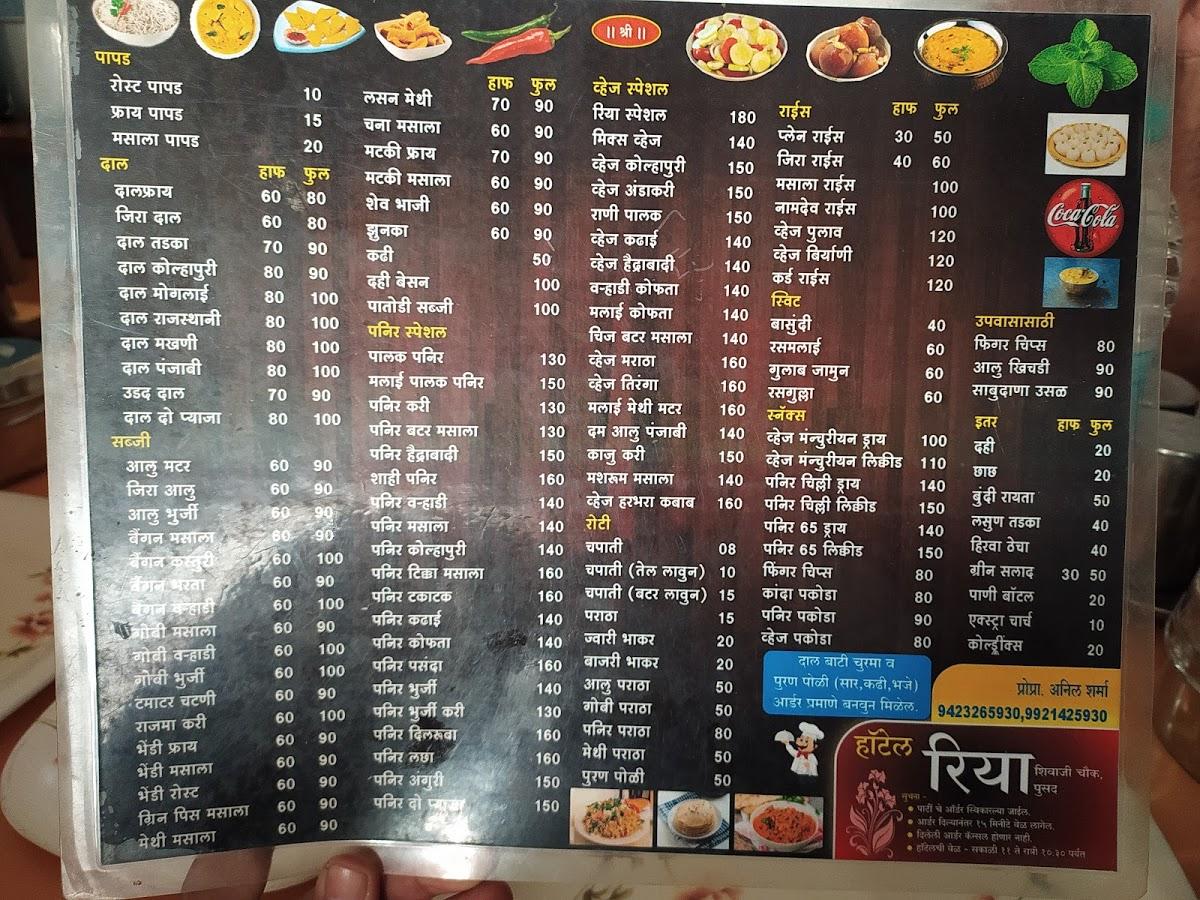 || श्री ||
पापड
रोस्ट पापड 10
फ्राय पापड 15
मसाला पापड 20
दाल हाफ फुल
दालफ्राय 60 80
जिरा दाल 60 80
दाल तडका 70 90
दाल कोल्हापुरी 80 90
दाल मोगलाई 80 100
दाल राजस्थानी 80 100
दाल मखणी 80 100
दाल पंजाबी 80 100
उडद दाल 70 90
दाल दो प्याजा 80 100
सब्जी
आलु मटर 60 90
जिरा आलु 60 90
आलु भुर्जी 60 90
बैंगन मसाला 60 90
बैंगन कस्तुरी 60 100
बैंगन भरता 60 90
बैंगन वऱ्हाडी 60 100
गोबी मसाला 60 90
गोबी वऱ्हाडी 60 100
गोबी भुर्जी 60 100
टमाटर चटणी 60 90
राजमा करी 60 100
भेंडी फ्राय 60 90
भेंडी मसाला 60 90
भेंडी रोस्ट 60 90
ग्रिन पिस मसाला 60 90
मेथी मसाला 60 90
हाफ फुल
लसन मेथी 70 90
चना मसाला 60 90
मटकी फ्राय 70 90
मटकी मसाला 60 90
शेव भाजी 60 90
झुनका 60 90
कढी 50
दही बेसन 100
पातोडी सब्जी 100
पनिर स्पेशल
पालक पनिर 130
मलाई पालक पनिर 150
पनिर करी 130
पनिर बटर मसाला 130
पनिर हैद्राबादी 150
शाही पनिर 160
पनिर वऱ्हाडी 140
पनिर मसाला 140
पनिर कोल्हापुरी 140
पनिर टिक्का मसाला 160
पनिर टकाटक 160
पनिर कढाई 140
पनिर कोफता 140
पनिर पसंदा 160
पनिर भुर्जी 140
पनिर भुर्जी करी 130
पनिर दिलरूबा 160
पनिर लछा 160
पनिर अंगुरी 150
पनिर दो प्याजा 150
व्हेज स्पेशल
रिया स्पेशल 180
मिक्स व्हेज 140
व्हेज कोल्हापुरी 150
व्हेज अंडाकरी 150
राणी पालक 150
व्हेज कढाई 140
व्हेज हैद्राबादी 140
वऱ्हाडी कोफता 140
मलाई कोफता 140
चिज बटर मसाला 140
व्हेज मराठा 160
व्हेज तिरंगा 160
मलाई मेथी मटर 160
दम आलु पंजाबी 140
काजु करी 150
मशरूम मसाला 140
व्हेज हरभरा कबाब 160
रोटी
चपाती 08
चपाती (तेल लावुन) 10
चपाती (बटर लावुन) 15
पराठा 15
ज्वारी भाकर 20
बाजरी भाकर 20
आलु पराठा 50
गोबी पराठा 50
पनिर पराठा 80
मेथी पराठा 50
पुरण पोळी 50
राईस हाफ फुल
प्लेन राईस 30 50
जिरा राईस 40 60
मसाला राईस 100
नामदेव राईस 100
व्हेज पुलाव 120
व्हेज बिर्याणी 120
कर्ड राईस 120
स्विट
बासुंदी 40
रसमलाई 60
गुलाब जामुन 60
रसगुल्ला 60
स्नॅक्स
व्हेज मंन्चुरीयन ड्राय 100
व्हेज मंन्चुरीयन लिक्वीड 110
पनिर चिल्ली ड्राय 140
पनिर चिल्ली लिक्वीड 150
पनिर 65 ड्राय 140
पनिर 65 लिक्वीड 150
फिंगर चिप्स 80
कांदा पकोडा 80
पनिर पकोडा 90
व्हेज पकोडा 80
Coca-Cola
उपवासासाठी
फिंगर चिप्स 80
आलु खिचडी 90
साबुदाणा उसळ 90
इतर हाफ फुल
दही 20
छाछ 20
बुंदी रायता 50
लसुण तडका 40
हिरवा ठेचा 40
ग्रीन सलाद 30 50
पाणी बॉटल 20
एक्स्ट्रा चार्च 10
कोल्ड्रींक्स 20
दाल बाटी चुरमा व
पुरण पोळी (सार,कढी,भजे)
आर्डर प्रमाणे बनवुन मिळेल.
प्रोप्रा. अनिल शर्मा
9423265930,9921425930
हॉटेल रिया
शिवाजी चौक,
पुसद
सुचना -
• पार्टी चे ऑर्डर स्विकारल्या जाईल.
• आर्डर दिल्यानंतर १५ मिनीटे वेळ लागेल.
• दिलेली आर्डर कॅन्सल होणार नाही.
• हॉटेलची वेळ - सकाळी ११ ते रात्री १०:३० पर्यंत